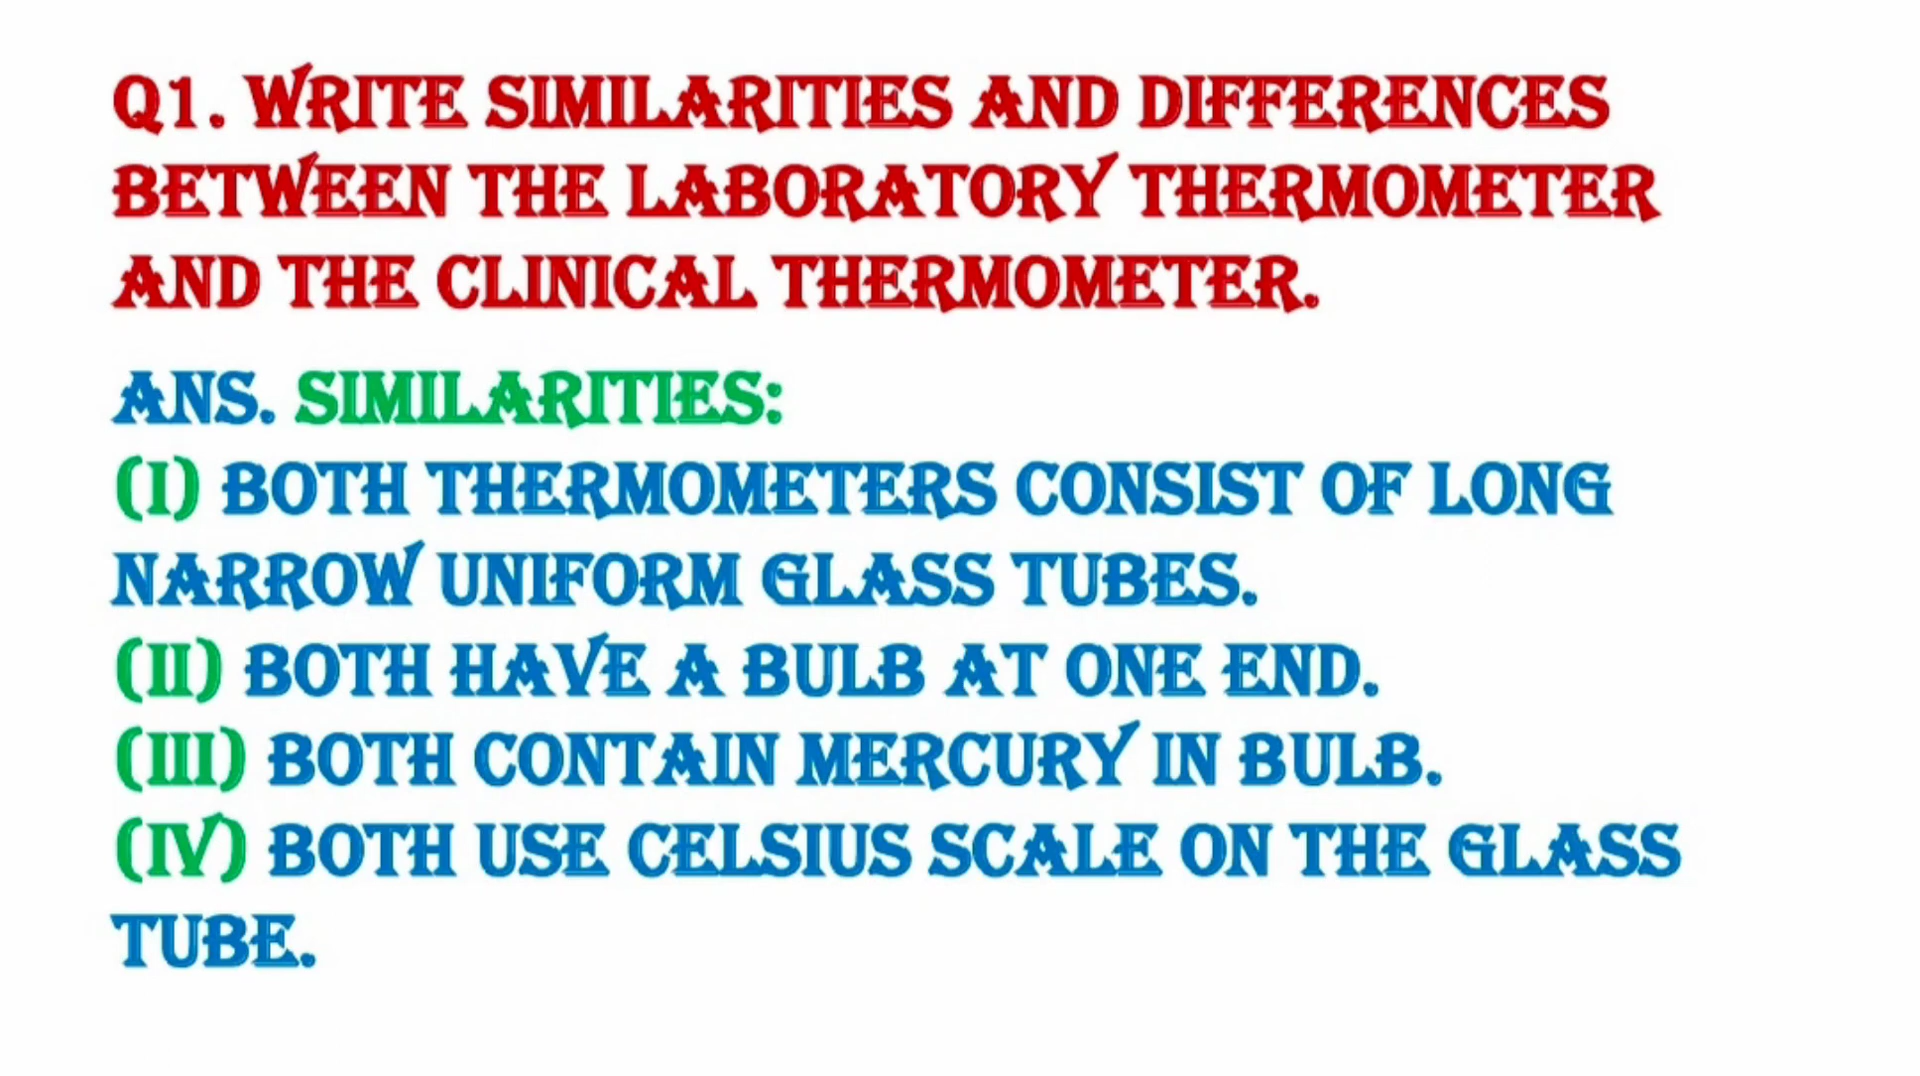 Q1. WRITE SIMILARITIES AND DIFFERENCES
BETWEEN THE LABORATORY THERMOMETER
AND THE CLINICAL THERMOMETER.
ANS. SIMILARITIES:
(I) BOTH THERMOMETERS CONSIST OF LONG
NARROW UNIFORM GLASS TUBES.
(II) BOTH HAVE A BULB AT ONE END.
(III) BOTH CONTAIN MERCURY IN BULB.
(IV) BOTH USE CELSIUS SCALE ON THE GLASS
TUBE.